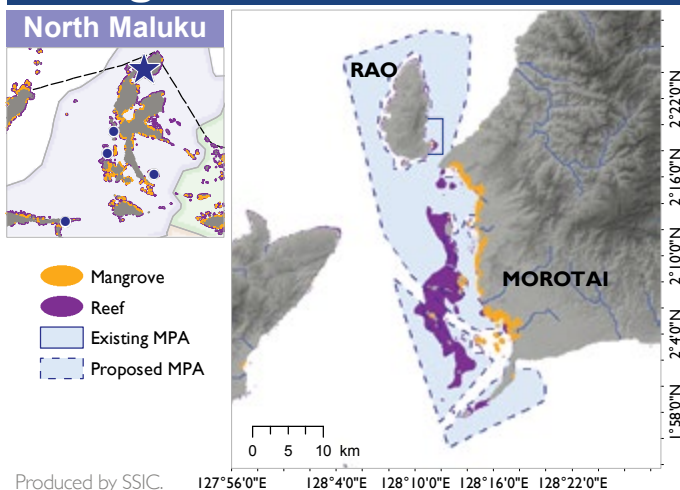 North Maluku
RAO
MOROTAI
Mangrove
Reef
Existing MPA
Proposed MPA
0 5 10 km
2°22'0"N
2°16'0"N
2°10'0"N
2°4'0"N
1°58'0"N
127°56'0"E 128°4'0"E 128°10'0"E 128°16'0"E 128°22'0"E
Produced by SSIC.